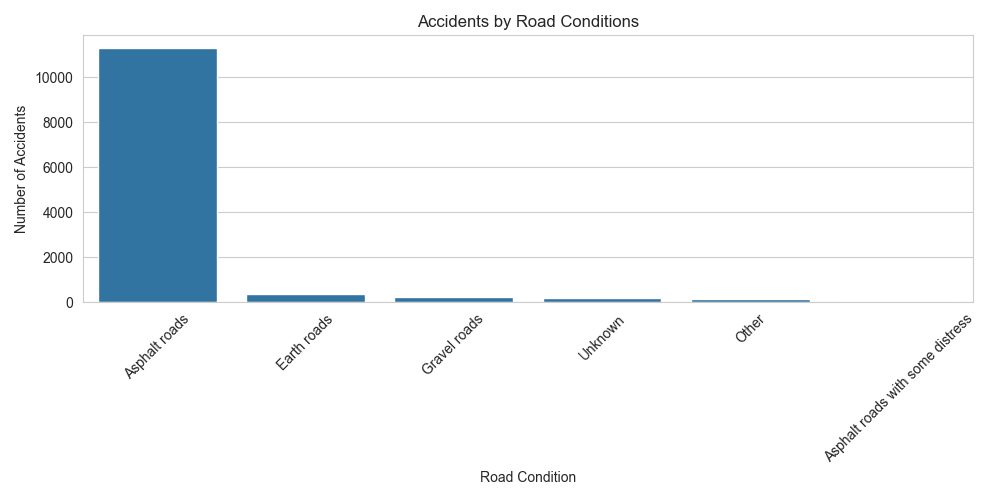 Accidents by Road Conditions
Number of Accidents
10000
8000
6000
4000
2000
0
Asphalt roads
Earth roads
Gravel roads
Unknown
Other
Asphalt roads with some distress
Road Condition